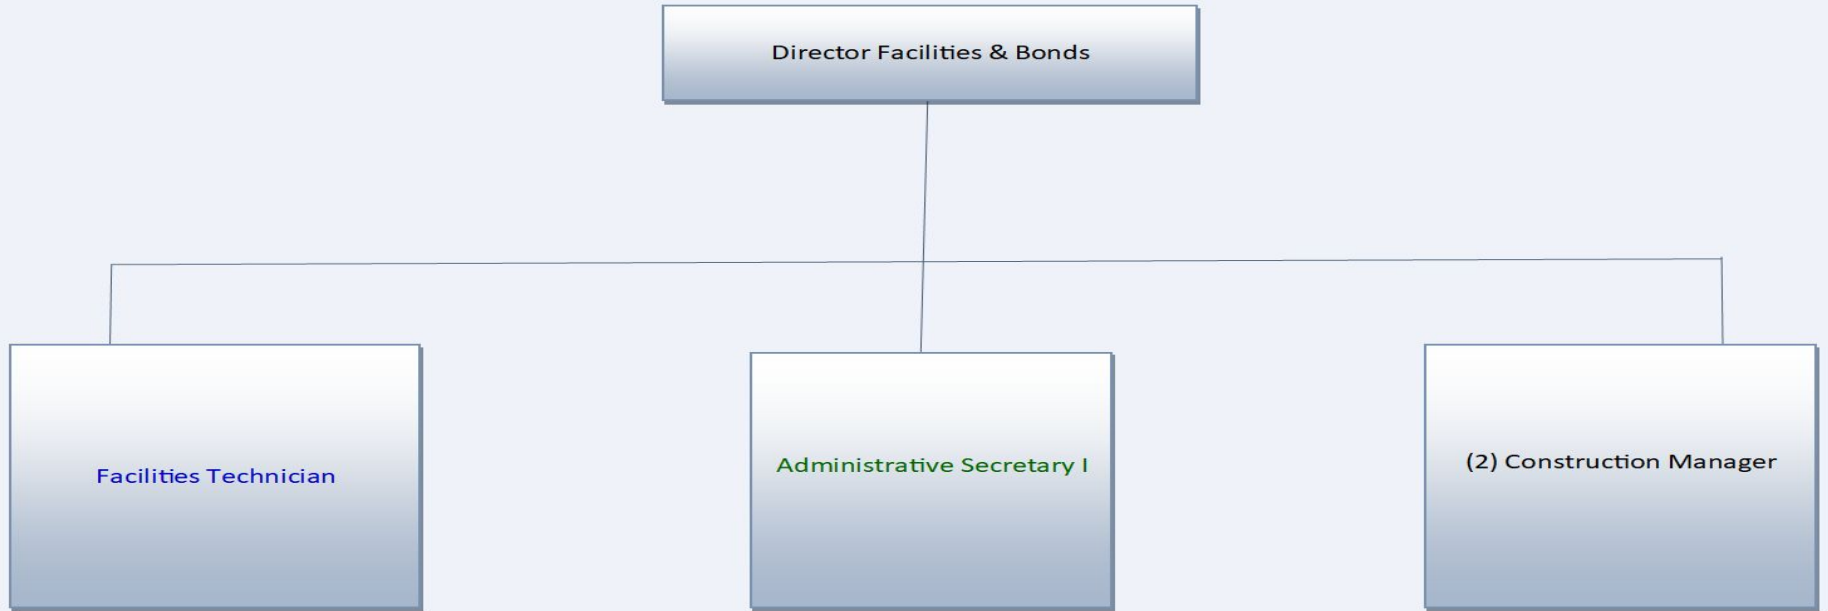 Director Facilities & Bonds
Facilities Technician
Administrative Secretary I
(2) Construction Manager